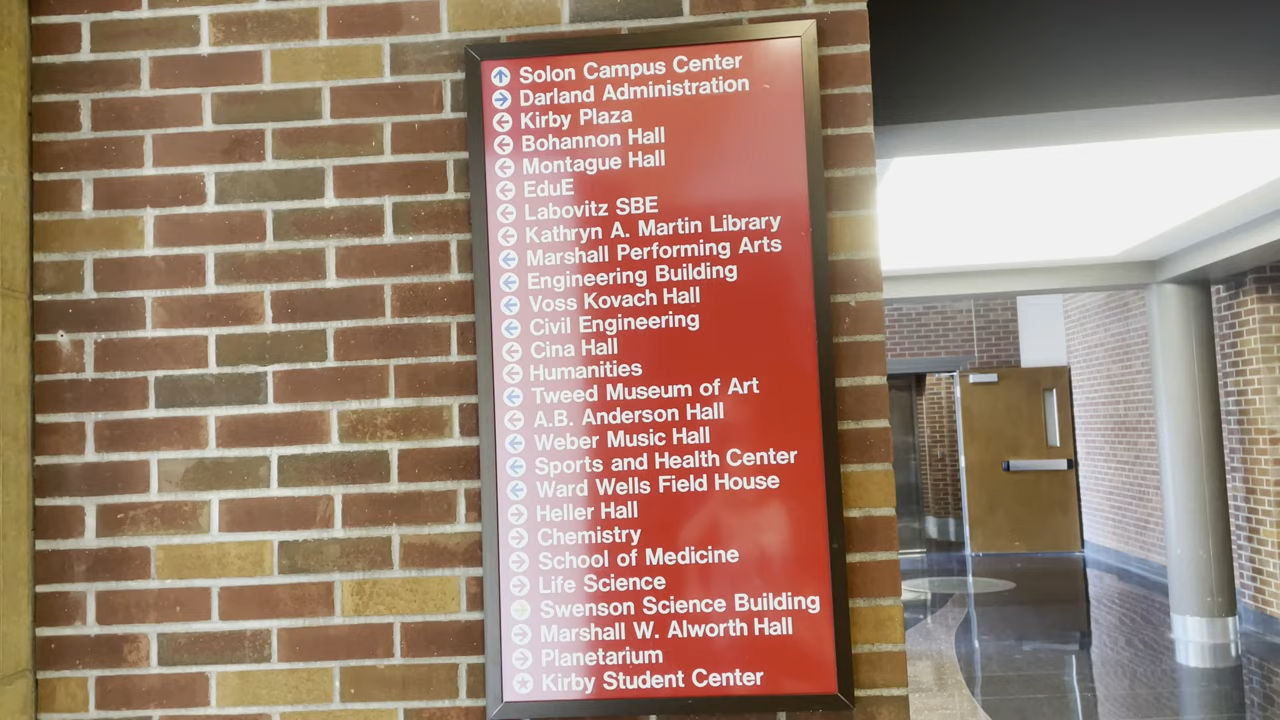 Solon Campus Center
Darland Administration
Kirby Plaza
Bohannon Hall
Montague Hall
EduE
Labovitz SBE
Kathryn A. Martin Library
Marshall Performing Arts
Engineering Building
Voss Kovach Hall
Civil Engineering
Cina Hall
Humanities
Tweed Museum of Art
A.B. Anderson Hall
Weber Music Hall
Sports and Health Center
Ward Wells Field House
Heller Hall
Chemistry
School of Medicine
Life Science
Swenson Science Building
Marshall W. Alworth Hall
Planetarium
Kirby Student Center